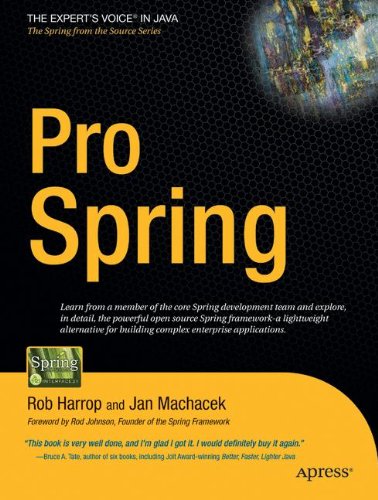 THE EXPERT'S VOICE® IN JAVA
The Spring from the Source Series
Pro
Spring
Learn from a member of the core Spring development team and explore,
in detail, the powerful open source Spring framework-a lightweight
alternative for building complex enterprise applications.
Spring
INTERFACE21
Rob Harrop and Jan Machacek
Foreword by Rod Johnson, Founder of the Spring Framework
"This book is very well done, and I'm glad I got it. I would definitely buy it again."
—Bruce A. Tate, author of six books, including Jolt Award-winning Better, Faster, Lighter Java
Apress®